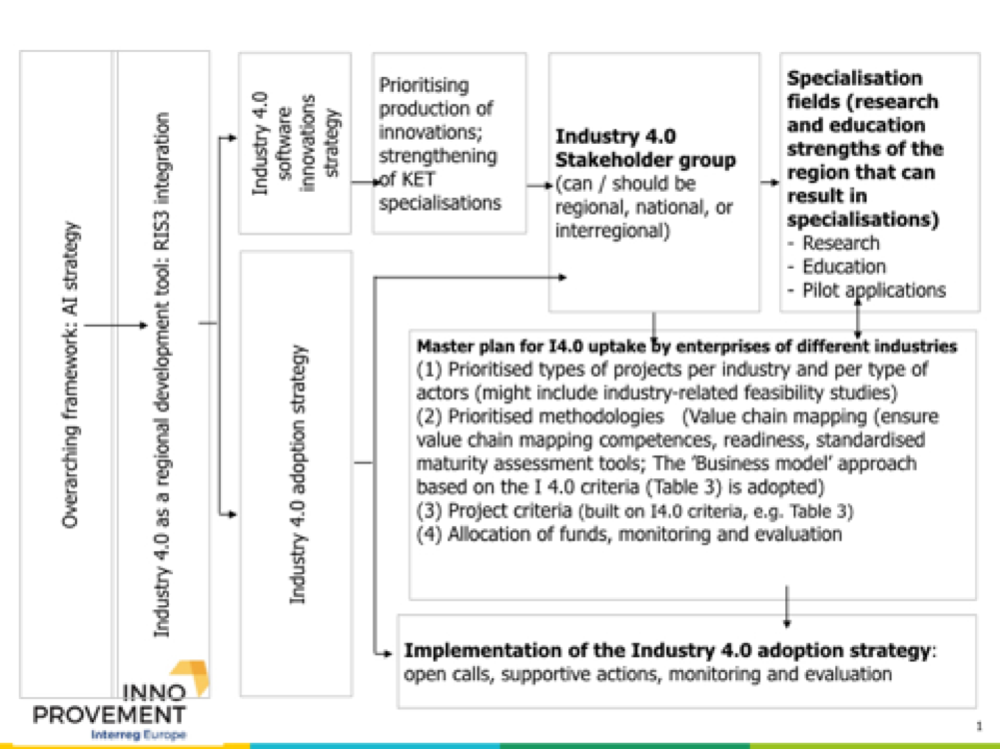 Overarching framework: AI strategy
Industry 4.0 as a regional development tool: RIS3 integration
Industry 4.0
software
innovations
strategy
Prioritising
production of
innovations;
strengthening
of KET
specialisations
Industry 4.0
Stakeholder group
(can / should be
regional, national, or
interregional)
Specialisation
fields (research
and education
strengths of the
region that can
result in
specialisations)
- Research
- Education
- Pilot applications
Industry 4.0 adoption strategy
Master plan for I4.0 uptake by enterprises of different industries
(1) Prioritised types of projects per industry and per type of
actors (might include industry-related feasibility studies)
(2) Prioritised methodologies (Value chain mapping (ensure
value chain mapping competences, readiness, standardised
maturity assessment tools; The 'Business model' approach
based on the I 4.0 criteria (Table 3) is adopted)
(3) Project criteria (built on I4.0 criteria, e.g. Table 3)
(4) Allocation of funds, monitoring and evaluation
Implementation of the Industry 4.0 adoption strategy:
open calls, supportive actions, monitoring and evaluation
INNO
PROVEMENT
Interreg Europe
1